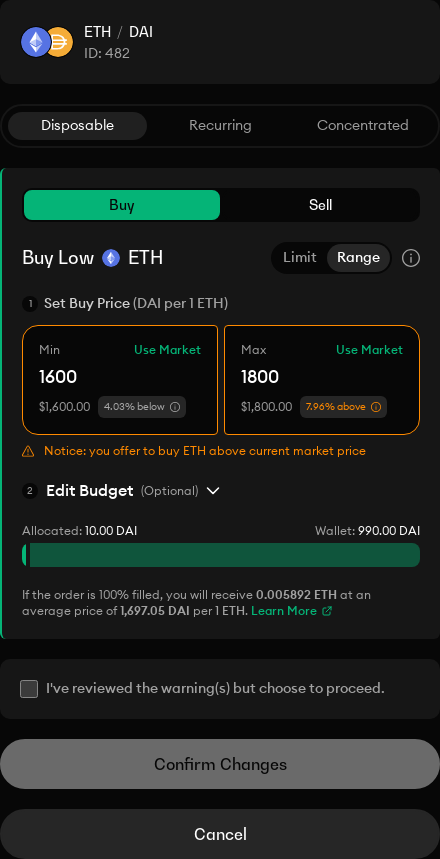 ETH / DAI
ID: 482
Disposable Recurring Concentrated
Buy Sell
Buy Low ETH Limit Range
1 Set Buy Price (DAI per 1 ETH)
Min Use Market Max Use Market
1600 1800
$1,600.00 4.03% below $1,800.00 7.96% above
Notice: you offer to buy ETH above current market price
2 Edit Budget (Optional)
Allocated: 10.00 DAI Wallet: 990.00 DAI
If the order is 100% filled, you will receive 0.005892 ETH at an
average price of 1,697.05 DAI per 1 ETH. Learn More
I've reviewed the warning(s) but choose to proceed.
Confirm Changes
Cancel